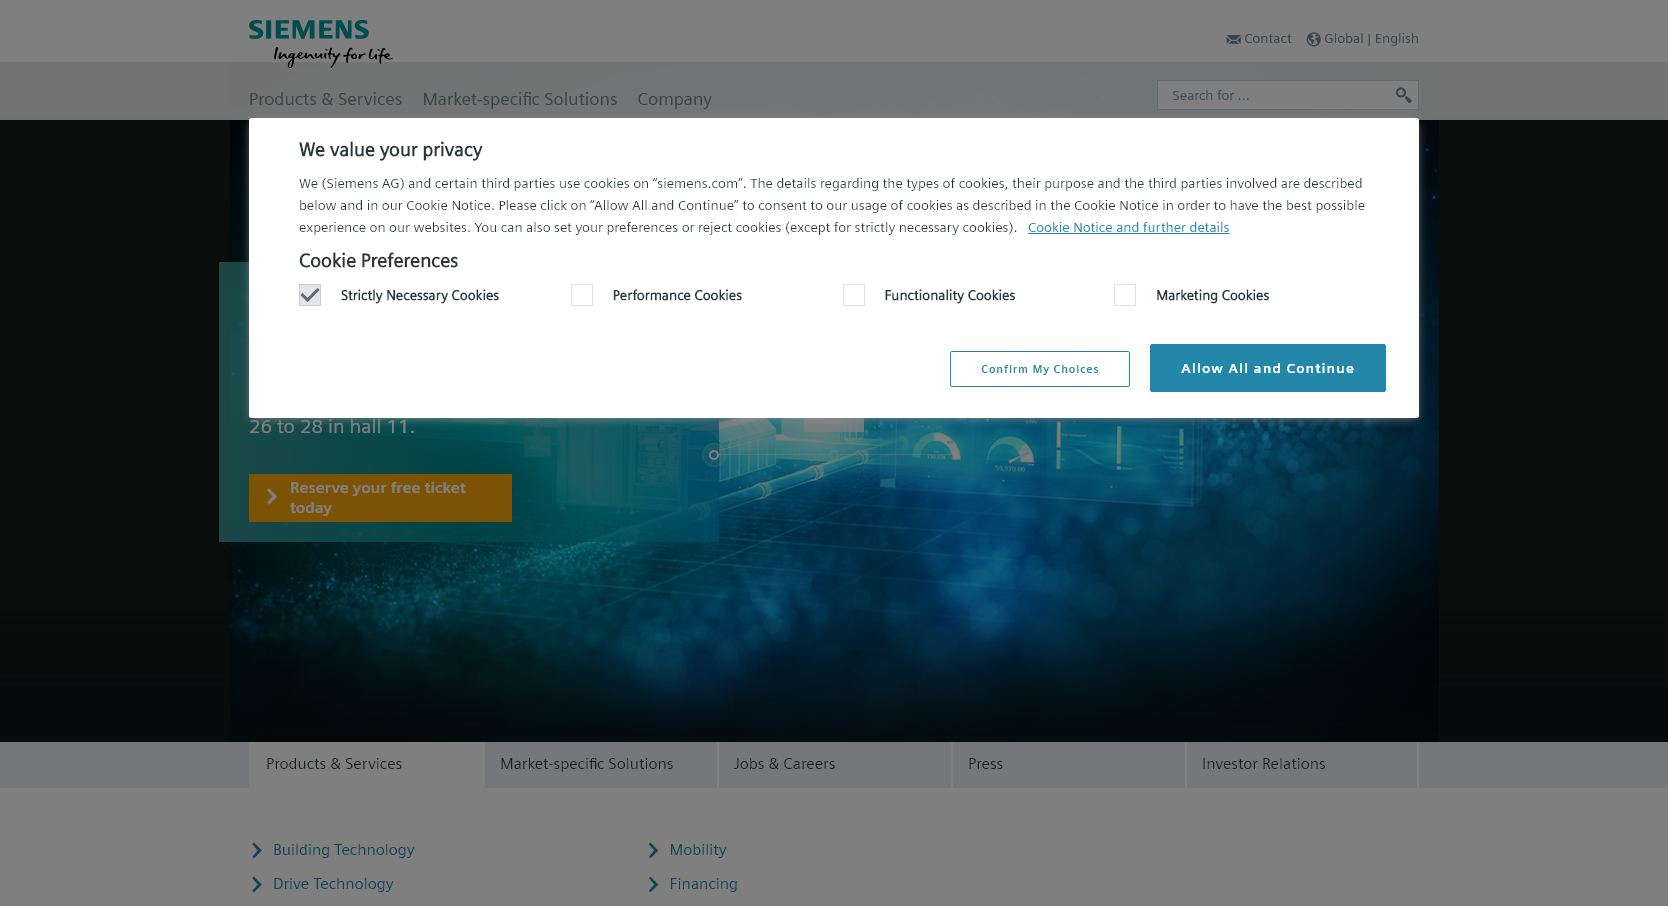 SIEMENS
Ingenuity for life
Contact
Global | English
Products & Services
Market-specific Solutions
Company
Search for ...
We value your privacy
We (Siemens AG) and certain third parties use cookies on “siemens.com”. The details regarding the types of cookies, their purpose and the third parties involved are described
below and in our Cookie Notice. Please click on “Allow All and Continue” to consent to our usage of cookies as described in the Cookie Notice in order to have the best possible
experience on our websites. You can also set your preferences or reject cookies (except for strictly necessary cookies). Cookie Notice and further details
Cookie Preferences
Strictly Necessary Cookies
Performance Cookies
Functionality Cookies
Marketing Cookies
Confirm My Choices
Allow All and Continue
26 to 28 in hall 11.
Reserve your free ticket
today
Products & Services
Market-specific Solutions
Jobs & Careers
Press
Investor Relations
Building Technology
Mobility
Drive Technology
Financing